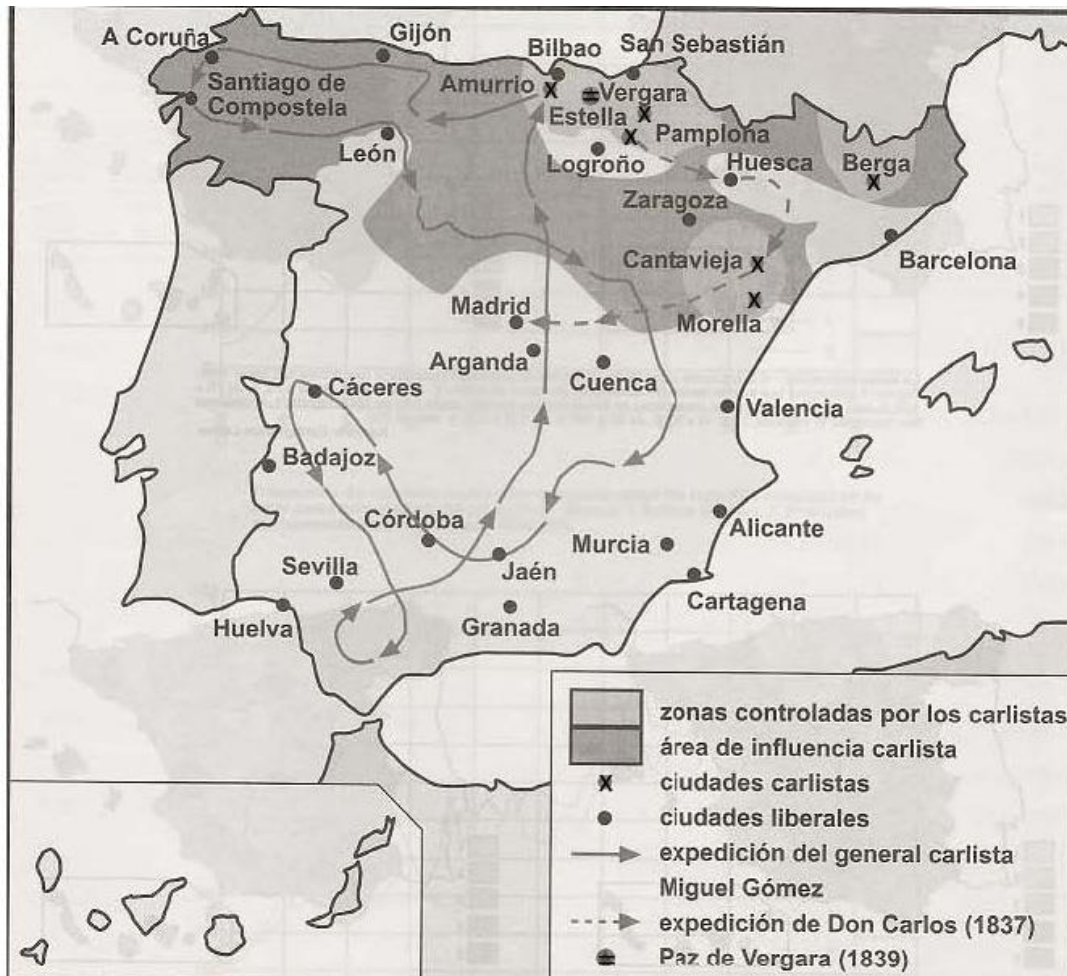 A Coruña
Gijón
Bilbao
San Sebastián
Santiago de
Compostela
Amurrio
Vergara
Estella
Pamplona
León
Logroño
Huesca
Berga
Zaragoza
Barcelona
Cantavieja
Madrid
Morella
Arganda
Cuenca
Cáceres
Valencia
Badajoz
Córdoba
Alicante
Murcia
Sevilla
Jaén
Cartagena
Huelva
Granada
zonas controladas por los carlistas
área de influencia carlista
ciudades carlistas
ciudades liberales
expedición del general carlista
Miguel Gómez
expedición de Don Carlos (1837)
Paz de Vergara (1839)